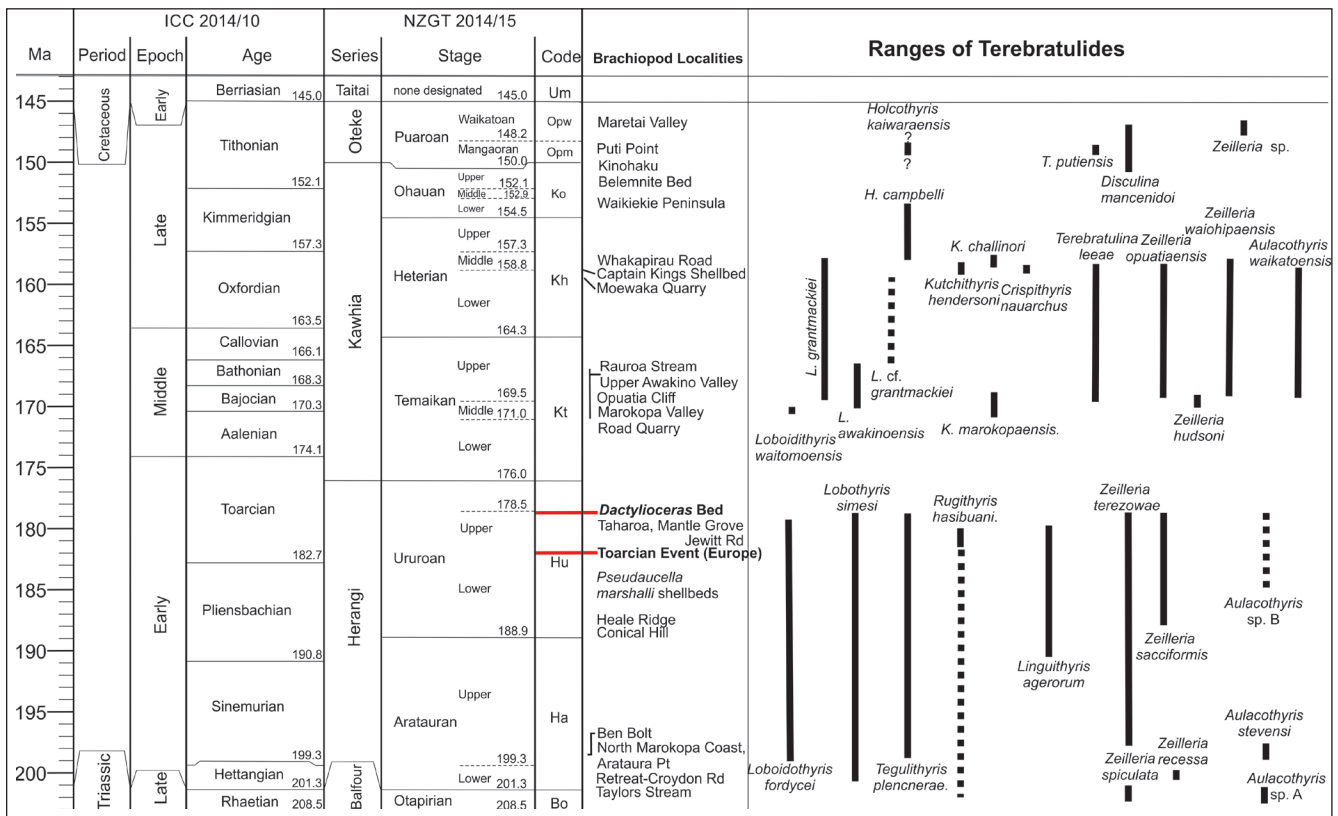 ICC 2014/10
NZGT 2014/15
Ma
Period
Epoch
Age
Series
Stage
Code
Brachiopod Localities
Ranges of Terebratulides
145
150
155
160
165
170
175
180
185
190
195
200
Cretaceous
Triassic
Early
Late
Middle
Early
Late
Berriasian 145.0
Tithonian
152.1
Kimmeridgian
157.3
Oxfordian
163.5
Callovian
166.1
Bathonian
168.3
Bajocian
170.3
Aalenian
174.1
Toarcian
182.7
Pliensbachian
190.8
Sinemurian
199.3
Hettangian
201.3
Rhaetian 208.5
Taitai
Oteke
Kawhia
Herangi
Balfour
none designated 145.0
Puaroan
Waikatoan
148.2
Mangaoran
150.0
Ohauan
Upper
152.1
Middle 152.9
Lower 154.5
Heterian
Upper
157.3
Middle
158.8
Lower
164.3
Temaikan
Upper
169.5
Middle 171.0
Lower
176.0
Ururoan
178.5
Upper
Lower
188.9
Aratauran
Upper
199.3
Lower 201.3
Otapirian 208.5
Um
Opw
Opm
Ko
Kh
Kt
Hu
Ha
Bo
Maretai Valley
Puti Point
Kinohaku
Belemnite Bed
Waikiekie Peninsula
Whakapirau Road
Captain Kings Shellbed
Moewaka Quarry
Rauroa Stream
Upper Awakino Valley
Opuatia Cliff
Marokopa Valley
Road Quarry
Dactylioceras Bed
Taharoa, Mantle Grove
Jewitt Rd
Toarcian Event (Europe)
Pseudaucella
marshalli shellbeds
Heale Ridge
Conical Hill
Ben Bolt
North Marokopa Coast,
Arataura Pt
Retreat-Croydon Rd
Taylors Stream
Holcothyris
kaiwaraensis
?
?
T. putiensis
Disculina
mancenidoi
Zeilleria sp.
H. campbelli
L. grantmackiei
K. challinori
Kutchithyris
hendersoni
Crispithyris
nauarchus
Terebratulina
leeae
Zeilleria
opuatiaensis
Zeilleria
waiohipaensis
Aulacothyris
waikatoensis
L. cf.
grantmackiei
Loboidithyris
waitomoensis
L.
awakinoensis
K. marokopaensis.
Zeilleria
hudsoni
Lobothyris
simesi
Rugithyris
hasibuani.
Zeilleria
terezowae
Aulacothyris
sp. B
Zeilleria
sacciformis
Linguithyris
agerorum
Aulacothyris
stevensi
Loboidothyris
fordycei
Tegulithyris
plencnerae.
Zeilleria
spiculata
Zeilleria
recessa
Aulacothyris
sp. A